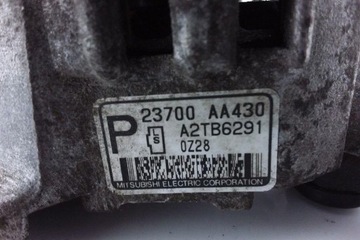 P
23700 AA430
S
A2TB6291
0Z28
MITSUBISHI ELECTRIC CORPORATION